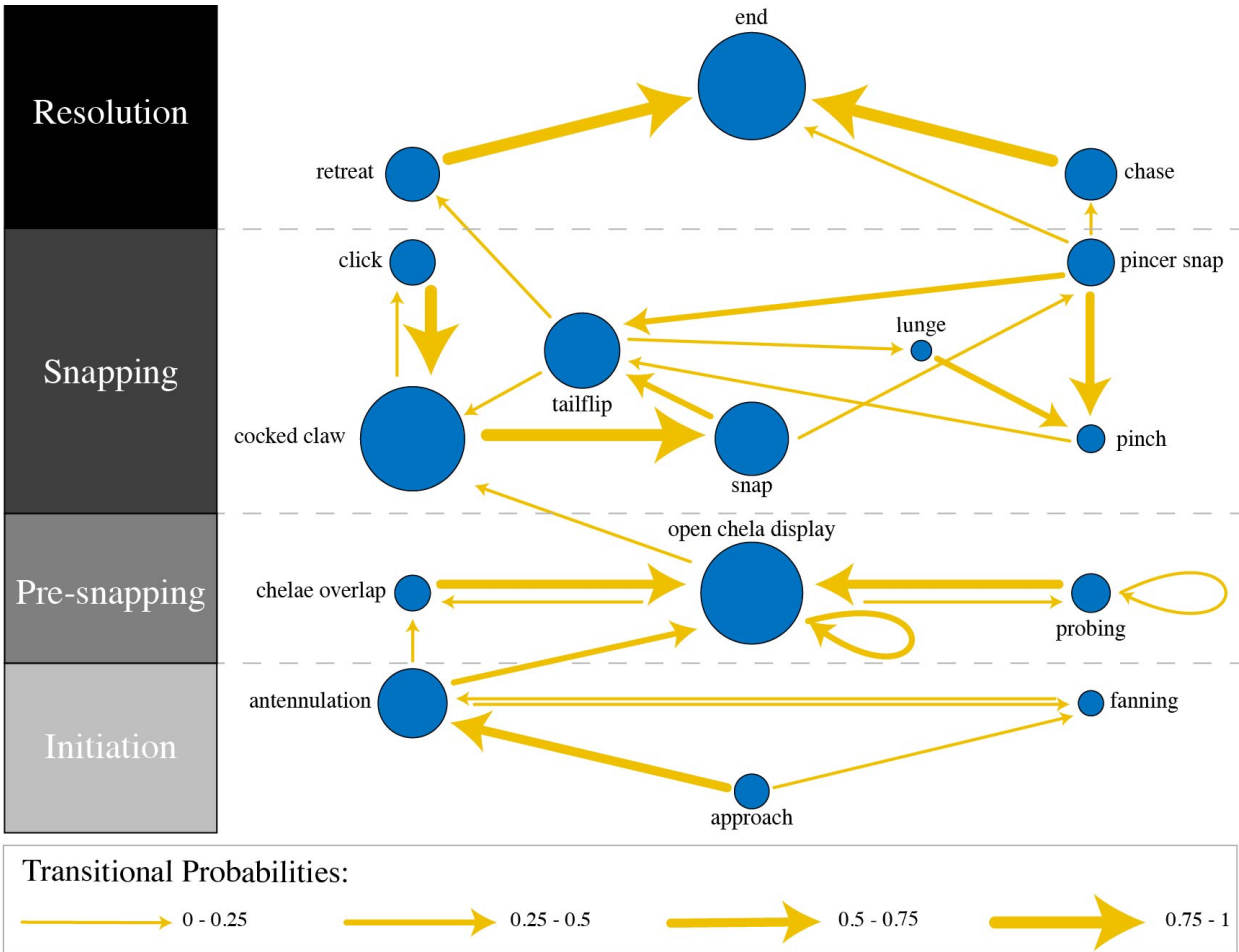 end
Resolution
retreat
chase
click
pincer snap
lunge
Snapping
tailflip
cocked claw
pinch
snap
open chela display
Pre-snapping
chelae overlap
probing
antennulation
fanning
Initiation
approach
Transitional Probabilities:
0 - 0.25
0.25 - 0.5
0.5 - 0.75
0.75 - 1